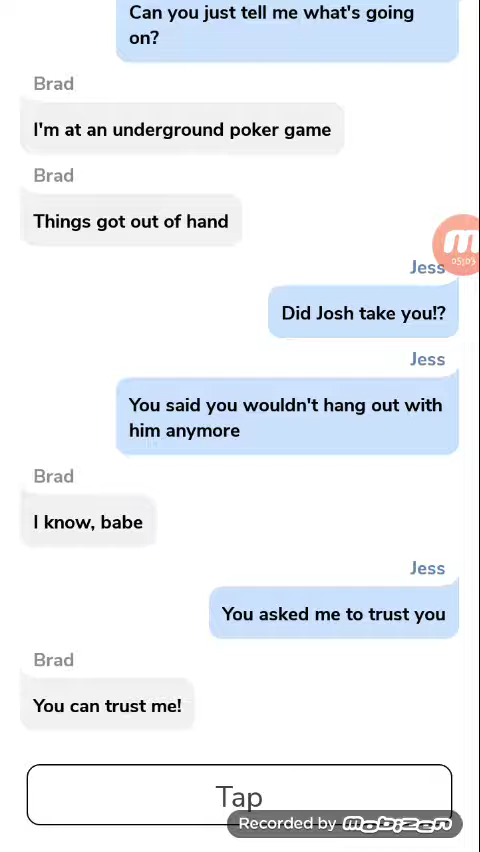 Can you just tell me what's going
on?
Brad
I'm at an underground poker game
Brad
Things got out of hand
05:05
Jess
Did Josh take you!?
Jess
You said you wouldn't hang out with
him anymore
Brad
I know, babe
Jess
You asked me to trust you
Brad
You can trust me!
Tap
Recorded by mobizen